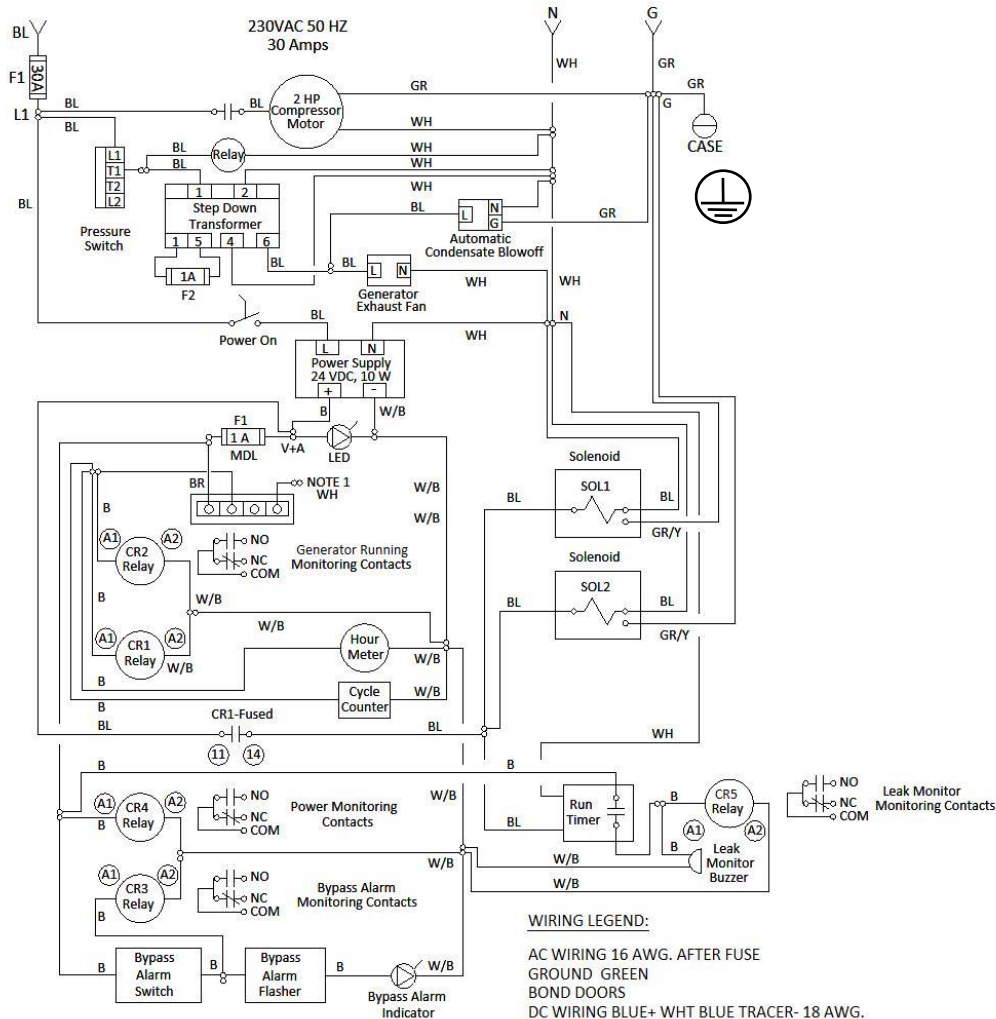 230VAC 50 HZ
30 Amps
BL
N
G
F1
30A
WH
GR
L1
BL
BL
BL
2 HP
Compressor
Motor
GR
GR
G
WH
CASE
L1
T1
T2
L2
Pressure
Switch
BL
BL
Relay
WH
WH
WH
BL
1 2
Step Down
Transformer
1 5 4 6
BL
L N
G
GR
Automatic
Condensate Blowoff
1A
F2
BL
BL
L N
WH
WH
Generator
Exhaust Fan
Power On
BL
WH
N
L N
Power Supply
24 VDC, 10 W
+ -
B
W/B
F1
1 A
MDL
V+A
LED
BR
NOTE 1
WH
W/B
W/B
Solenoid
SOL1
BL
BL
GR/Y
B
A1
A2
CR2
Relay
NO
NC
COM
Generator Running
Monitoring Contacts
Solenoid
SOL2
BL
BL
GR/Y
B
W/B
W/B
A1
A2
CR1
Relay
W/B
Hour
Meter
W/B
B
Cycle
Counter
W/B
B
BL
CR1-Fused
BL
11
14
WH
B
B
A1
A2
CR4
Relay
B
NO
NC
COM
Power Monitoring
Contacts
W/B
W/B
Run
Timer
BL
B
CR5
Relay
A1
A2
NO
NC
COM
Leak Monitor
Monitoring Contacts
B
Leak
Monitor
Buzzer
W/B
W/B
A1
A2
CR3
Relay
B
NO
NC
COM
Bypass Alarm
Monitoring Contacts
B
Bypass
Alarm
Switch
B
Bypass
Alarm
Flasher
B
W/B
Bypass Alarm
Indicator
WIRING LEGEND:
AC WIRING 16 AWG. AFTER FUSE
GROUND GREEN
BOND DOORS
DC WIRING BLUE+ WHT BLUE TRACER- 18 AWG.